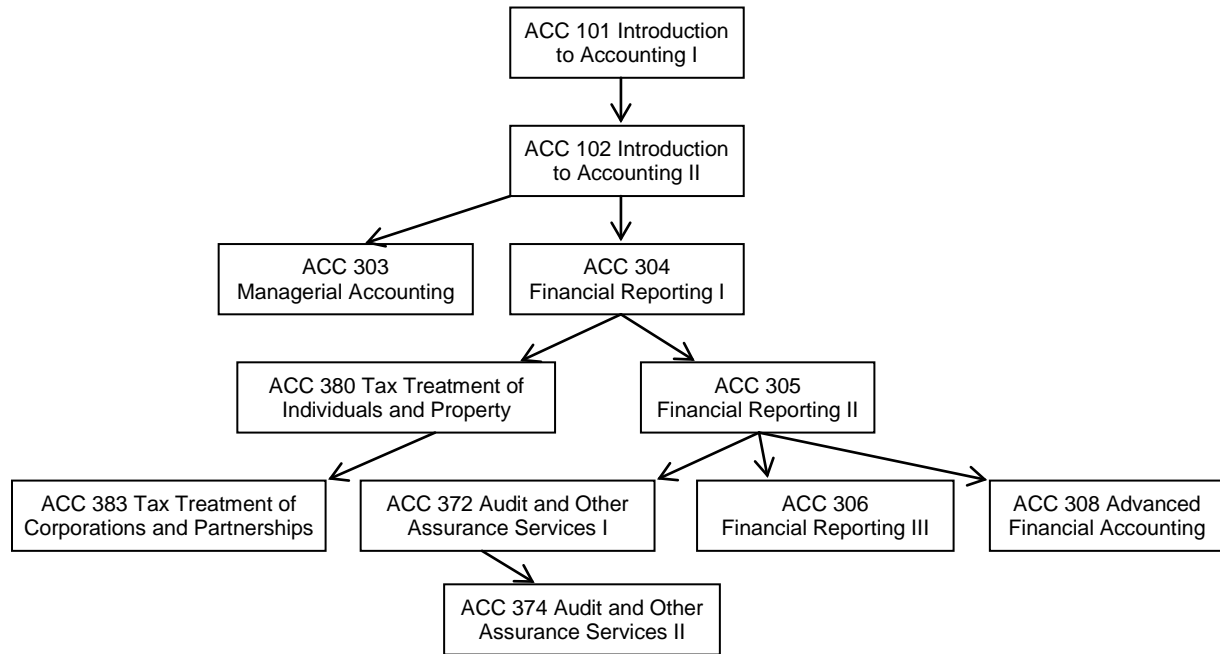 ACC 101 Introduction
to Accounting I
ACC 102 Introduction
to Accounting II
ACC 303
Managerial Accounting
ACC 304
Financial Reporting I
ACC 380 Tax Treatment of
Individuals and Property
ACC 305
Financial Reporting II
ACC 383 Tax Treatment of
Corporations and Partnerships
ACC 372 Audit and Other
Assurance Services I
ACC 306
Financial Reporting III
ACC 308 Advanced
Financial Accounting
ACC 374 Audit and Other
Assurance Services II